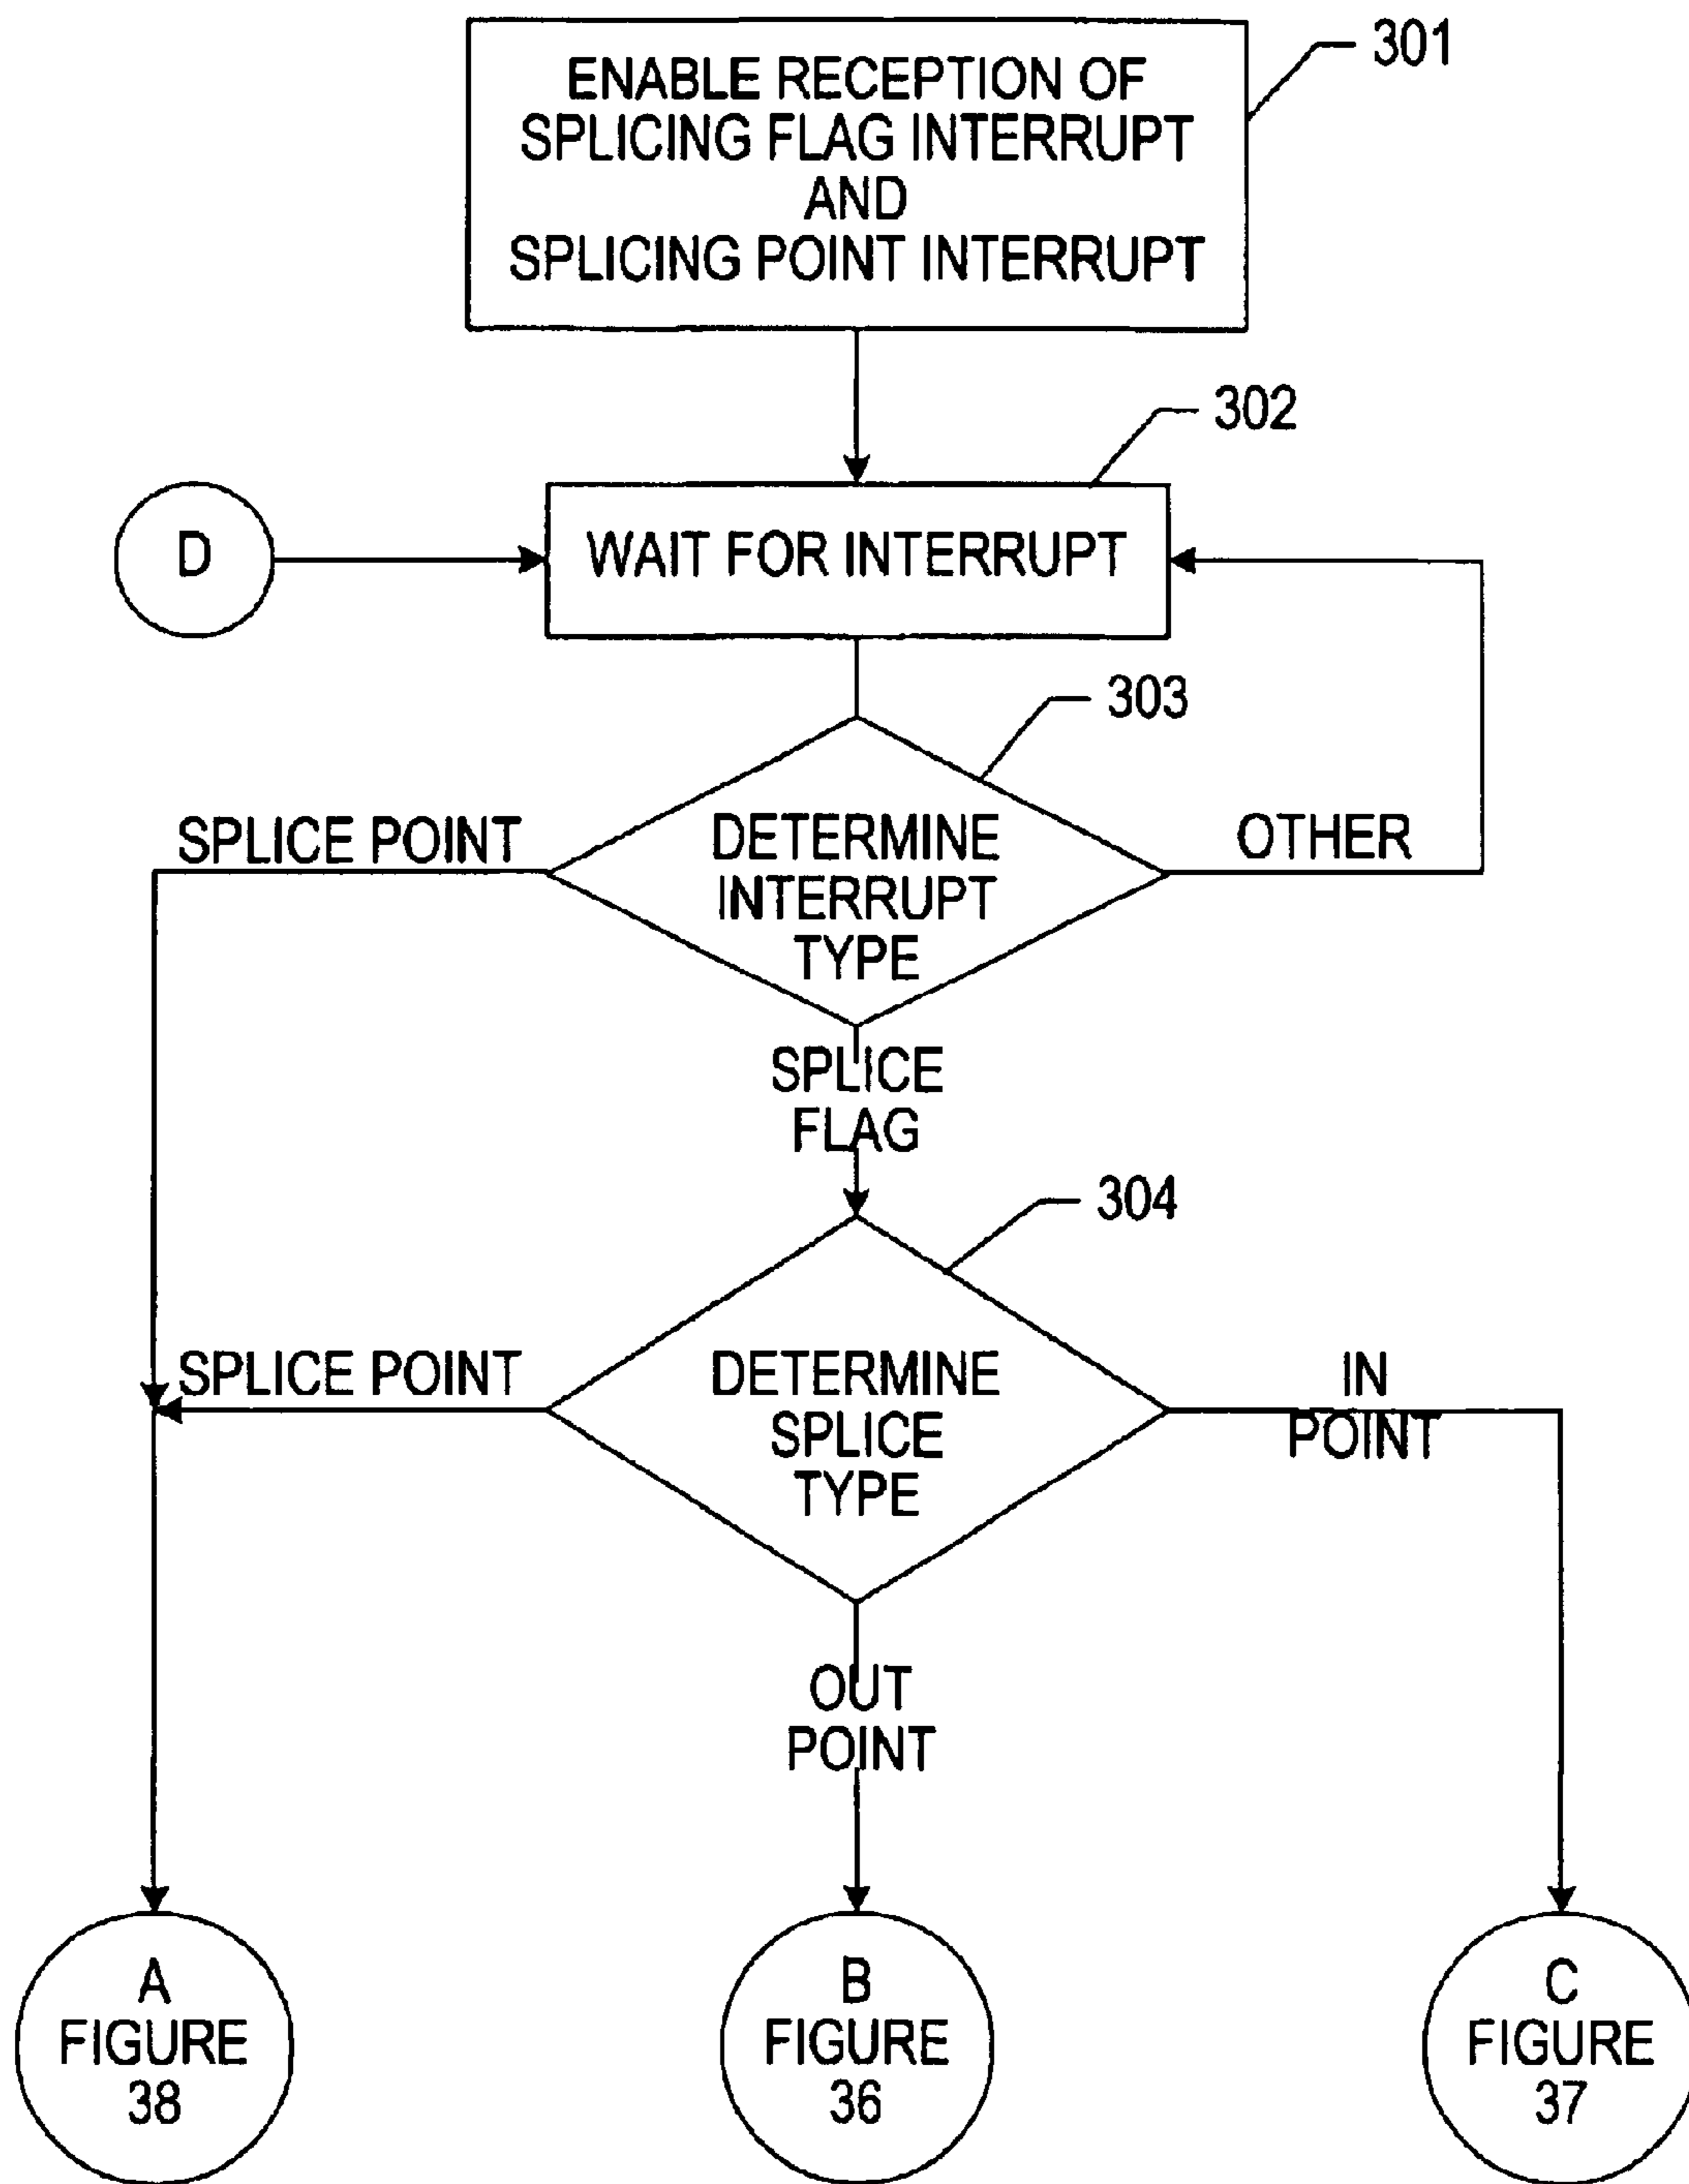 301
ENABLE RECEPTION OF
SPLICING FLAG INTERRUPT
AND
SPLICING POINT INTERRUPT
302
D
WAIT FOR INTERRUPT
303
SPLICE POINT
DETERMINE
INTERRUPT
TYPE
OTHER
SPLICE
FLAG
304
SPLICE POINT
DETERMINE
SPLICE
TYPE
IN
POINT
OUT
POINT
A
FIGURE
38
B
FIGURE
36
C
FIGURE
37